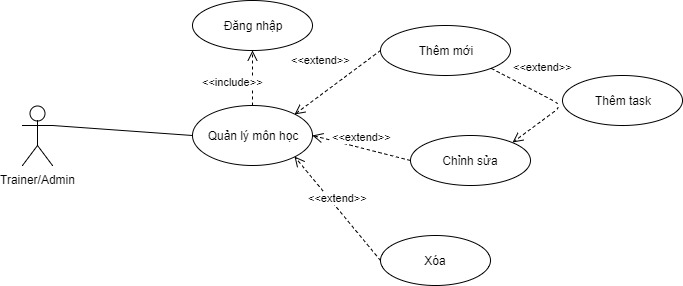 Đăng nhập
Thêm mới
<<extend>>
<<extend>>
<<include>>
Thêm task
Quản lý môn học
<<extend>>
Chỉnh sửa
Trainer/Admin
<<extend>>
Xóa